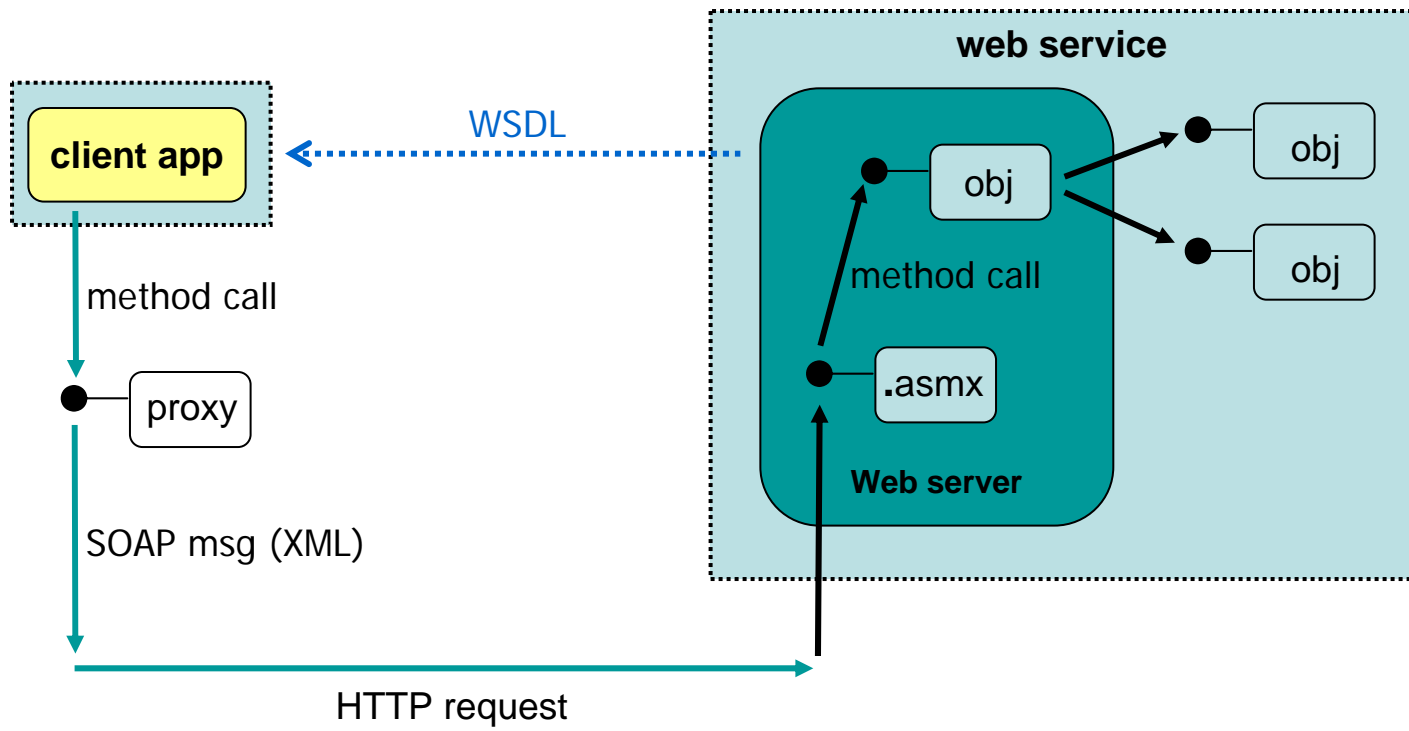 web service
WSDL
client app
obj
obj
method call
method call
obj
.asmx
proxy
Web server
SOAP msg (XML)
HTTP request